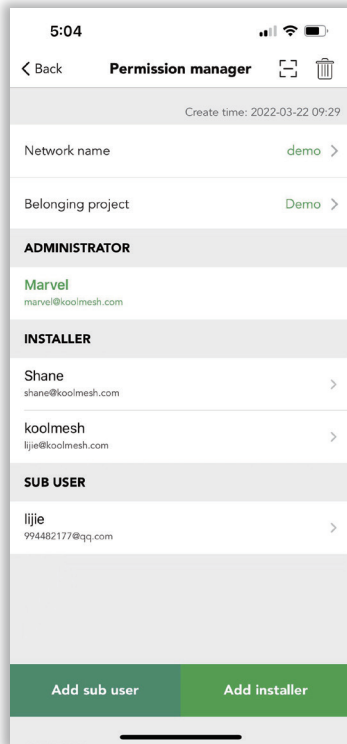 5:04
Back Permission manager
Create time: 2022-03-22 09:29
Network name demo
Belonging project Demo
ADMINISTRATOR
Marvel
marvel@koolmesh.com
INSTALLER
Shane
shane@koolmesh.com
koolmesh
lijie@koolmesh.com
SUB USER
lijie
994482177@qq.com
Add sub user Add installer